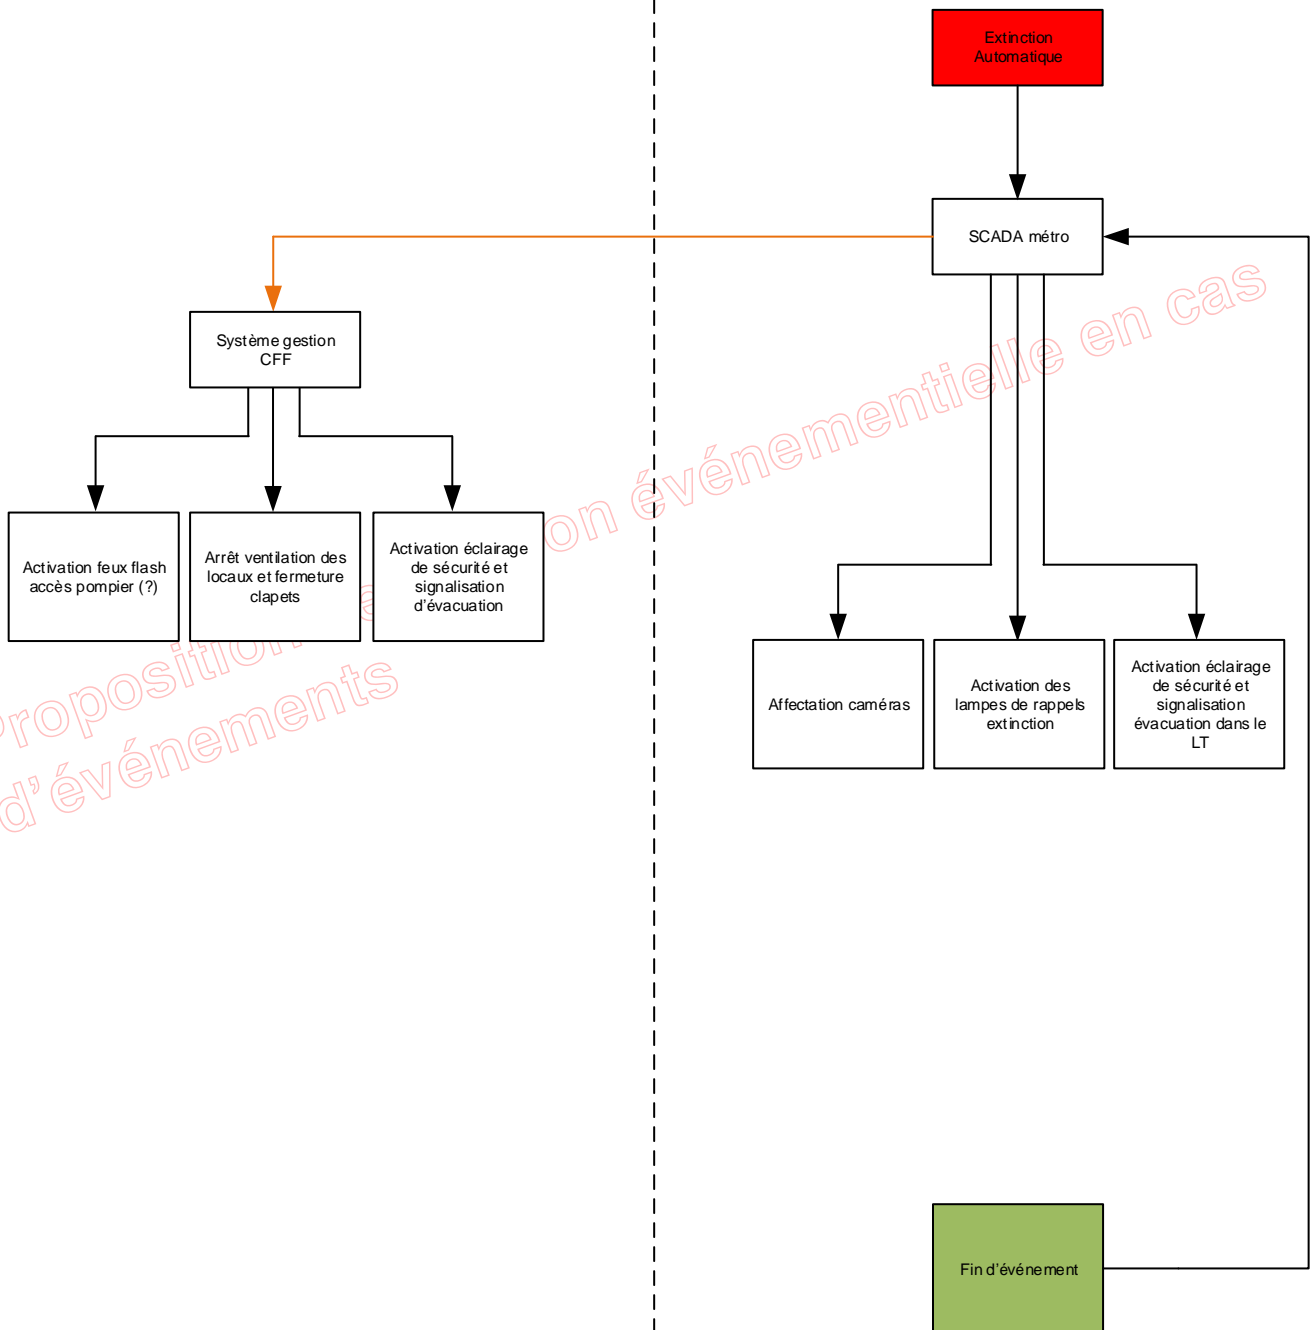 Extinction
Automatique
SCADA métro
Système gestion
CFF
Activation feux flash
accès pompier (?)
Arrêt ventilation des
locaux et fermeture
clapets
Activation éclairage
de sécurité et
signalisation
d'évacuation
Affectation caméras
Activation des
lampes de rappels
extinction
Activation éclairage
de sécurité et
signalisation
évacuation dans le
LT
Fin d'événement
Proposition événementielle en cas
d'événements